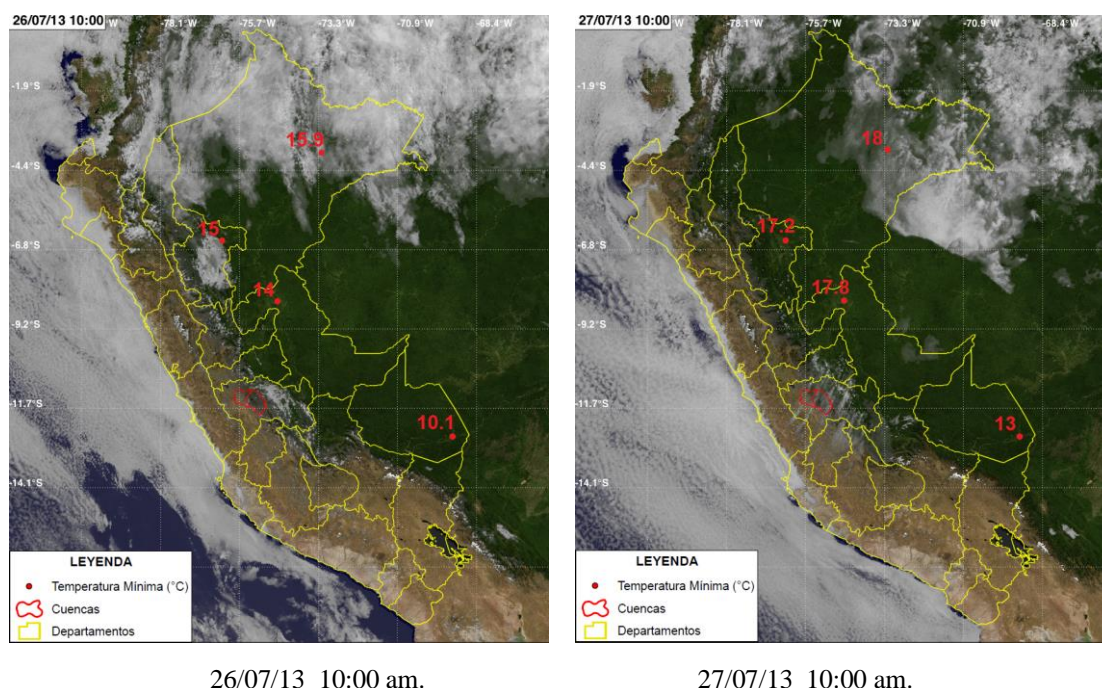 26/07/13 10:00
-78.1°W
-75.7°W
-73.3°W
-70.9°W
-68.4°W
-1.9°S
-4.4°S
-6.8°S
-9.2°S
-11.7°S
-14.1°S
15.9
15
14
10.1
LEYENDA
Temperatura Mínima (°C)
Cuencas
Departamentos
27/07/13 10:00
-78.1°W
-75.7°W
-73.3°W
-70.9°W
-68.4°W
-1.9°S
-4.4°S
-6.8°S
-9.2°S
-11.7°S
-14.1°S
18
17.2
17.8
13
LEYENDA
Temperatura Mínima (°C)
Cuencas
Departamentos
26/07/13 10:00 am.
27/07/13 10:00 am.